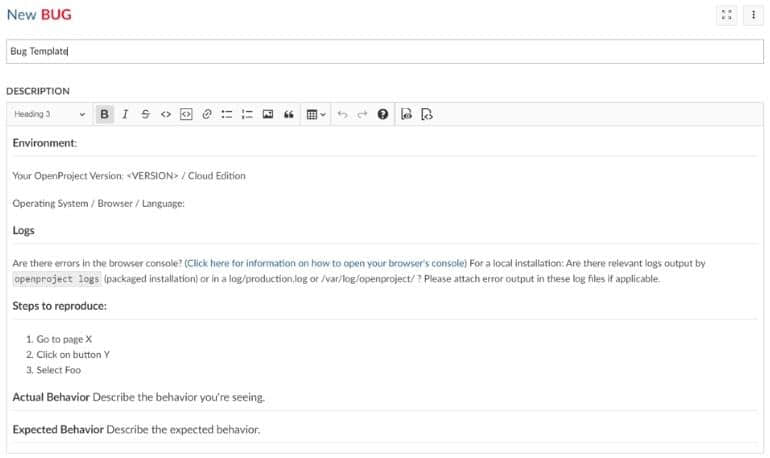 New BUG
Bug Template
DESCRIPTION
Heading 3
Environment:
Your OpenProject Version: <VERSION> / Cloud Edition
Operating System / Browser / Language:
Logs
Are there errors in the browser console? (Click here for information on how to open your browser's console) For a local installation: Are there relevant logs output by
openproject logs (packaged installation) or in a log/production.log or /var/log/openproject/ ? Please attach error output in these log files if applicable.
Steps to reproduce:
1. Go to page X
2. Click on button Y
3. Select Foo
Actual Behavior Describe the behavior you're seeing.
Expected Behavior Describe the expected behavior.